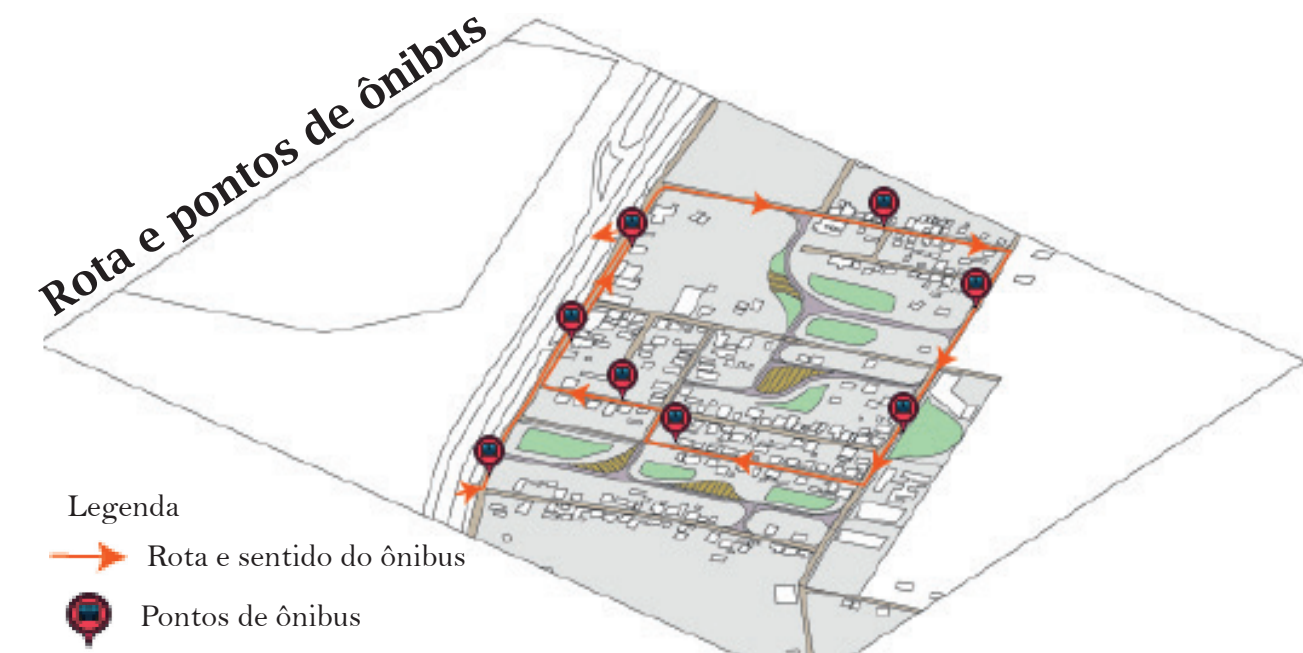 Rota e pontos de ônibus
Legenda
Rota e sentido do ônibus
Pontos de ônibus